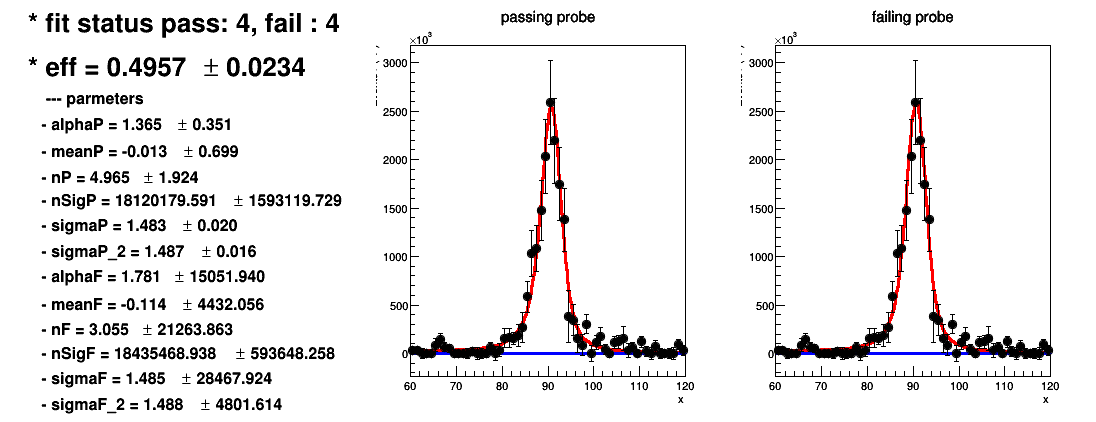 * fit status pass: 4, fail : 4
* eff = 0.4957 ± 0.0234
--- parmeters
- alphaP = 1.365 ± 0.351
- meanP = -0.013 ± 0.699
- nP = 4.965 ± 1.924
- nSigP = 18120179.591 ± 1593119.729
- sigmaP = 1.483 ± 0.020
- sigmaP_2 = 1.487 ± 0.016
- alphaF = 1.781 ± 15051.940
- meanF = -0.114 ± 4432.056
- nF = 3.055 ± 21263.863
- nSigF = 18435468.938 ± 593648.258
- sigmaF = 1.485 ± 28467.924
- sigmaF_2 = 1.488 ± 4801.614
passing probe
×10³
3000
2500
2000
1500
1000
500
0
60 70 80 90 100 110 120
x
failing probe
×10³
3000
2500
2000
1500
1000
500
0
60 70 80 90 100 110 120
x